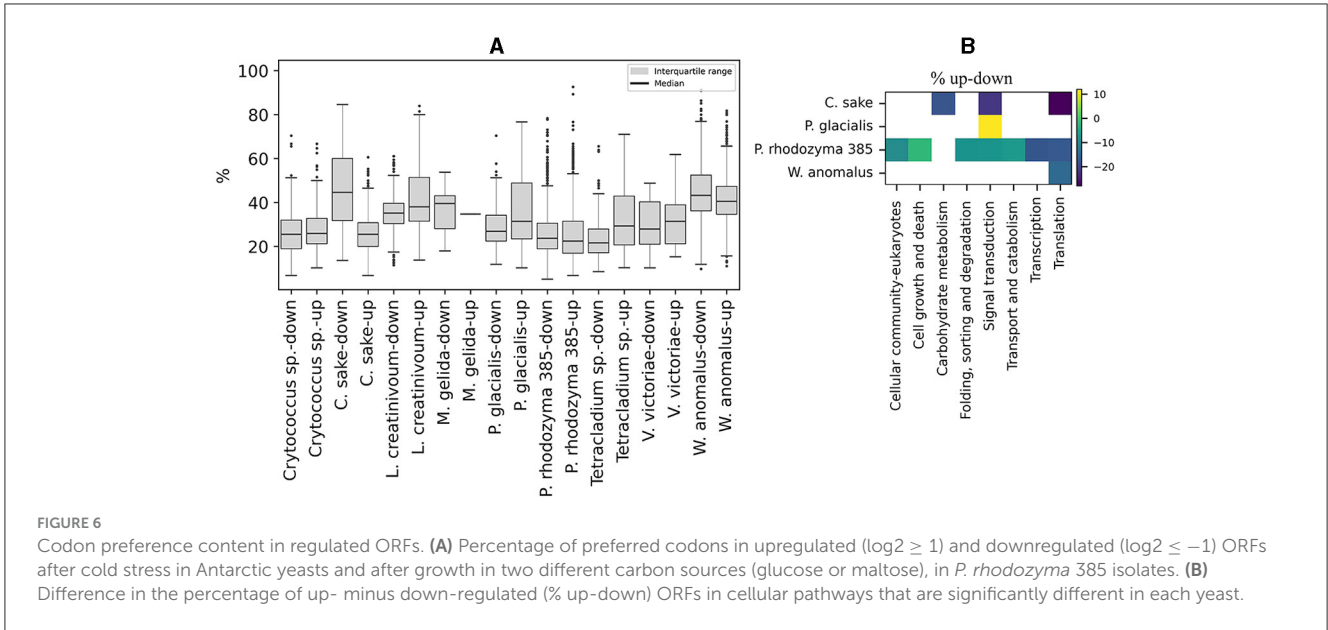 A
100
80
60
40
20
%
Interquartile range
Median
Crytococcus sp.-down
Crytococcus sp.-up
C. sake-down
C. sake-up
L. creatinivoum-down
L. creatinivoum-up
M. gelida-down
M. gelida-up
P. glacialis-down
P. glacialis-up
P. rhodozyma 385-down
P. rhodozyma 385-up
Tetracladium sp.-down
Tetracladium sp.-up
V. victoriae-down
V. victoriae-up
W. anomalus-down
W. anomalus-up
B
% up-down
C. sake
P. glacialis
P. rhodozyma 385
W. anomalus
10
0
−10
−20
Cellular community-eukaryotes
Cell growth and death
Carbohydrate metabolism
Folding, sorting and degradation
Signal transduction
Transport and catabolism
Transcription
Translation
FIGURE 6
Codon preference content in regulated ORFs. (A) Percentage of preferred codons in upregulated (log2 ≥ 1) and downregulated (log2 ≤ −1) ORFs
after cold stress in Antarctic yeasts and after growth in two different carbon sources (glucose or maltose), in P. rhodozyma 385 isolates. (B)
Difference in the percentage of up- minus down-regulated (% up-down) ORFs in cellular pathways that are significantly different in each yeast.